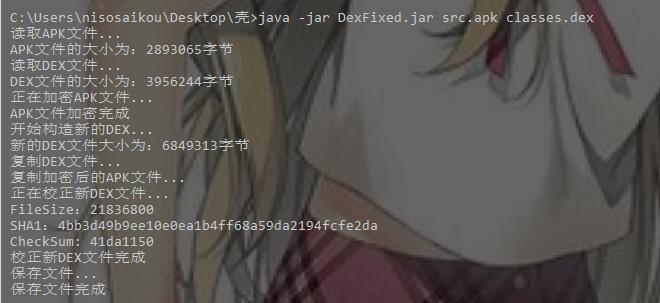 C:\Users\nisosaikou\Desktop\壳>java -jar DexFixed.jar src.apk classes.dex
读取APK文件...
APK文件的大小为：2893065字节
读取DEX文件...
DEX文件的大小为：3956244字节
正在加密APK文件...
APK文件加密完成
开始构造新的DEX...
新的DEX文件大小为：6849313字节
复制DEX文件...
复制加密后的APK文件...
正在校正新DEX文件...
FileSize：21836800
SHA1：4bb3d49b9ee10e0ea1b4ff68a59da2194fcfe2da
CheckSum: 41da1150
校正新DEX文件完成
保存文件...
保存文件完成